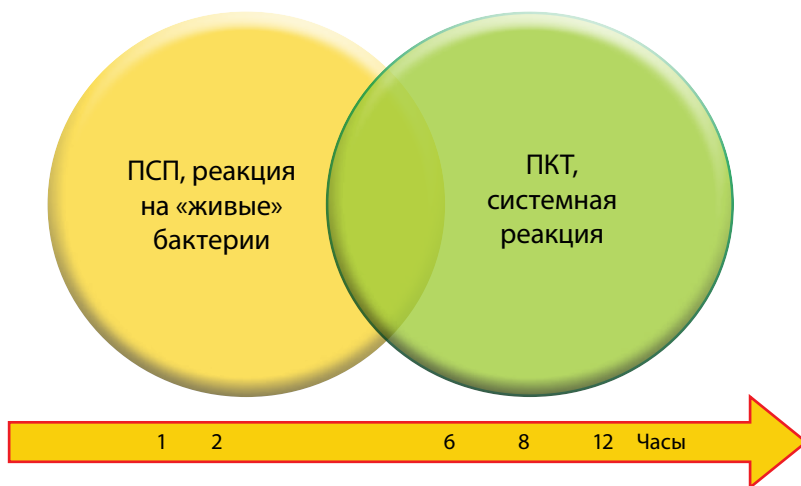 ПСП, реакция
на «живые»
бактерии
ПКТ,
системная
реакция
1 2 6 8 12 Часы